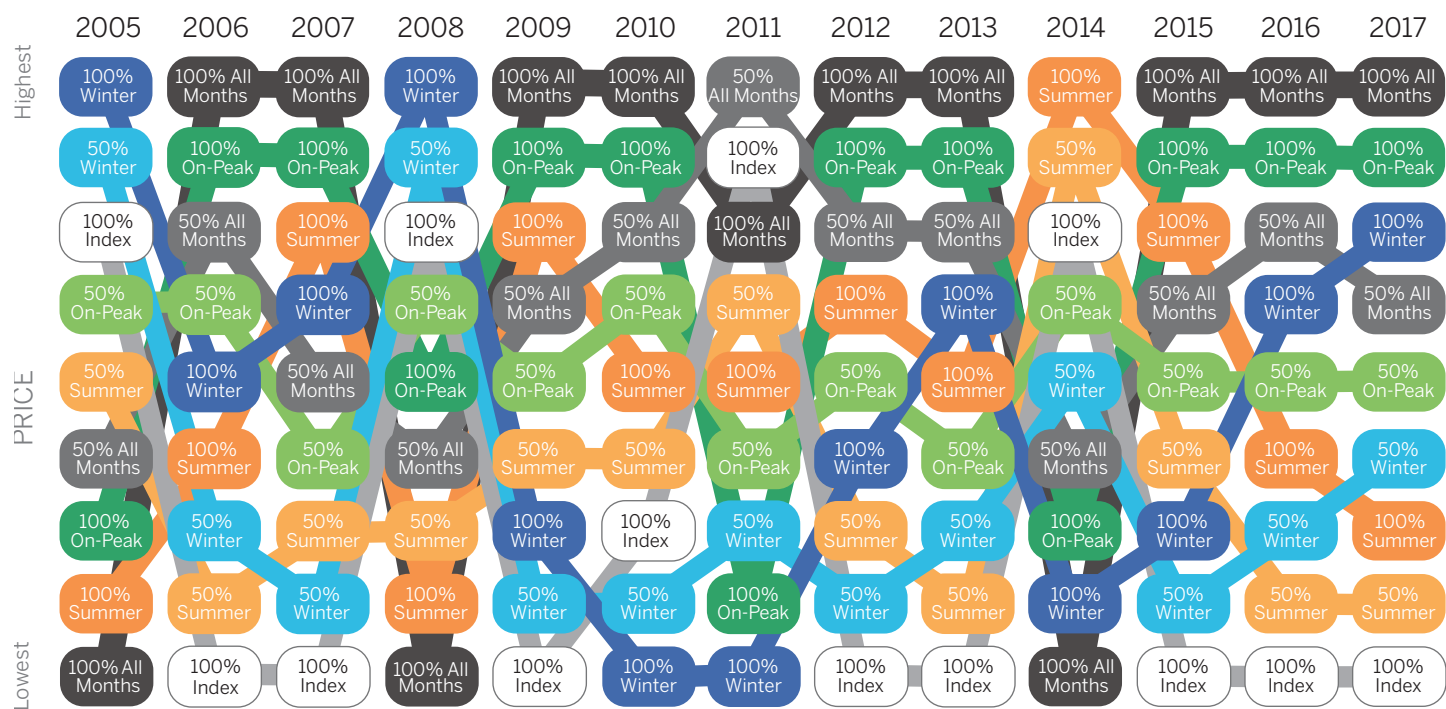 2005 2006 2007 2008 2009 2010 2011 2012 2013 2014 2015 2016 2017
Highest
100%
Winter
100% All
Months
100% All
Months
100%
Winter
100% All
Months
100% All
Months
50%
All Months
100% All
Months
100% All
Months
100%
Summer
100% All
Months
100% All
Months
100% All
Months
50%
Winter
100%
On-Peak
100%
On-Peak
50%
Winter
100%
On-Peak
100%
On-Peak
100%
Index
100%
On-Peak
100%
On-Peak
50%
Summer
100%
On-Peak
100%
On-Peak
100%
On-Peak
100%
Index
50% All
Months
100%
Summer
100%
Index
100%
Summer
50% All
Months
100% All
Months
50% All
Months
50% All
Months
100%
Index
100%
Summer
50% All
Months
100%
Winter
50%
On-Peak
50%
On-Peak
100%
Winter
50%
On-Peak
50% All
Months
50%
On-Peak
50%
Summer
100%
Summer
100%
Winter
50%
On-Peak
50% All
Months
100%
Winter
50% All
Months
PRICE
50%
Summer
100%
Winter
50% All
Months
100%
On-Peak
50%
On-Peak
100%
Summer
100%
Summer
50%
On-Peak
100%
Summer
50%
Winter
50%
On-Peak
50%
On-Peak
50%
On-Peak
50% All
Months
100%
Summer
50%
On-Peak
50% All
Months
50%
Summer
50%
Summer
50%
On-Peak
100%
Winter
50%
On-Peak
50% All
Months
50%
Summer
100%
Summer
50%
Winter
100%
On-Peak
50%
Winter
50%
Summer
50%
Summer
100%
Winter
100%
Index
50%
Winter
50%
Summer
50%
Winter
100%
On-Peak
100%
Winter
50%
Winter
100%
Summer
100%
Summer
50%
Summer
50%
Winter
100%
Summer
50%
Winter
50%
Winter
100%
On-Peak
50%
Winter
50%
Summer
100%
Winter
50%
Winter
50%
Summer
50%
Summer
Lowest
100% All
Months
100%
Index
100%
Index
100% All
Months
100%
Index
100%
Winter
100%
Winter
100%
Index
100%
Index
100% All
Months
100%
Index
100%
Index
100%
Index